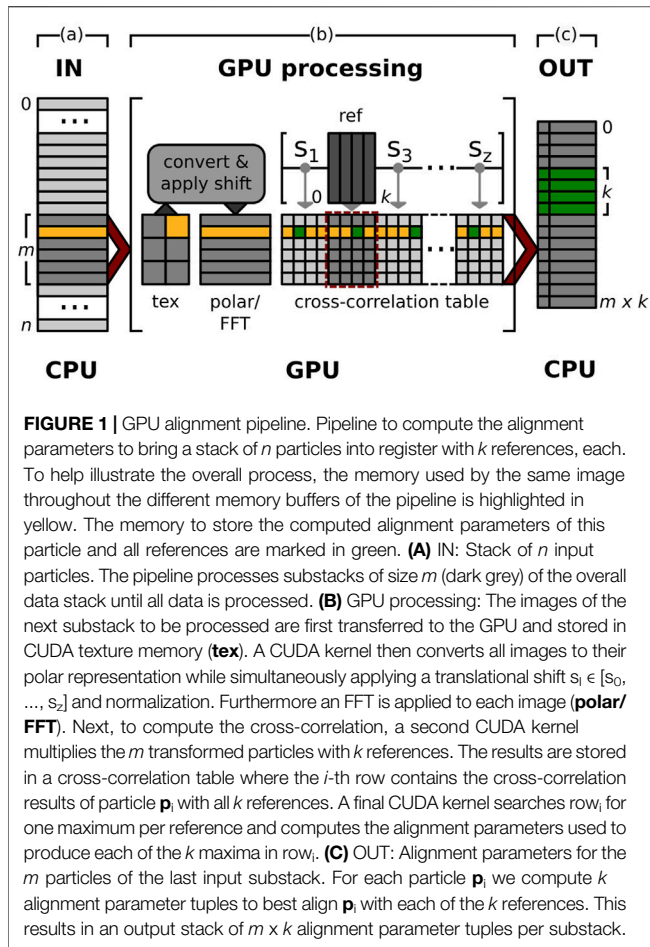 (a) (b) (c)
IN GPU processing OUT
0
...
m
...
n
convert &
apply shift
ref
S1 S3 ... Sz
0 k
...
tex polar/
FFT cross-correlation table
0
k
m x k
CPU GPU CPU
FIGURE 1 | GPU alignment pipeline. Pipeline to compute the alignment
parameters to bring a stack of n particles into register with k references, each.
To help illustrate the overall process, the memory used by the same image
throughout the different memory buffers of the pipeline is highlighted in
yellow. The memory to store the computed alignment parameters of this
particle and all references are marked in green. (A) IN: Stack of n input
particles. The pipeline processes substacks of size m (dark grey) of the overall
data stack until all data is processed. (B) GPU processing: The images of the
next substack to be processed are first transferred to the GPU and stored in
CUDA texture memory (tex). A CUDA kernel then converts all images to their
polar representation while simultaneously applying a translational shift sl ∈ [s0,
..., sz] and normalization. Furthermore an FFT is applied to each image (polar/
FFT). Next, to compute the cross-correlation, a second CUDA kernel
multiplies the m transformed particles with k references. The results are stored
in a cross-correlation table where the i-th row contains the cross-correlation
results of particle pi with all k references. A final CUDA kernel searches rowi for
one maximum per reference and computes the alignment parameters used to
produce each of the k maxima in rowi. (C) OUT: Alignment parameters for the
m particles of the last input substack. For each particle pi we compute k
alignment parameter tuples to best align pi with each of the k references. This
results in an output stack of m x k alignment parameter tuples per substack.